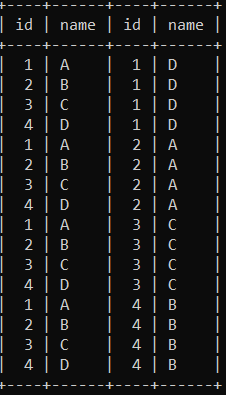 +----+------+----+------+
| id | name | id | name |
+----+------+----+------+
|  1 | A    |  1 | D    |
|  2 | B    |  1 | D    |
|  3 | C    |  1 | D    |
|  4 | D    |  1 | D    |
|  1 | A    |  2 | A    |
|  2 | B    |  2 | A    |
|  3 | C    |  2 | A    |
|  4 | D    |  2 | A    |
|  1 | A    |  3 | C    |
|  2 | B    |  3 | C    |
|  3 | C    |  3 | C    |
|  4 | D    |  3 | C    |
|  1 | A    |  4 | B    |
|  2 | B    |  4 | B    |
|  3 | C    |  4 | B    |
|  4 | D    |  4 | B    |
+----+------+----+------+